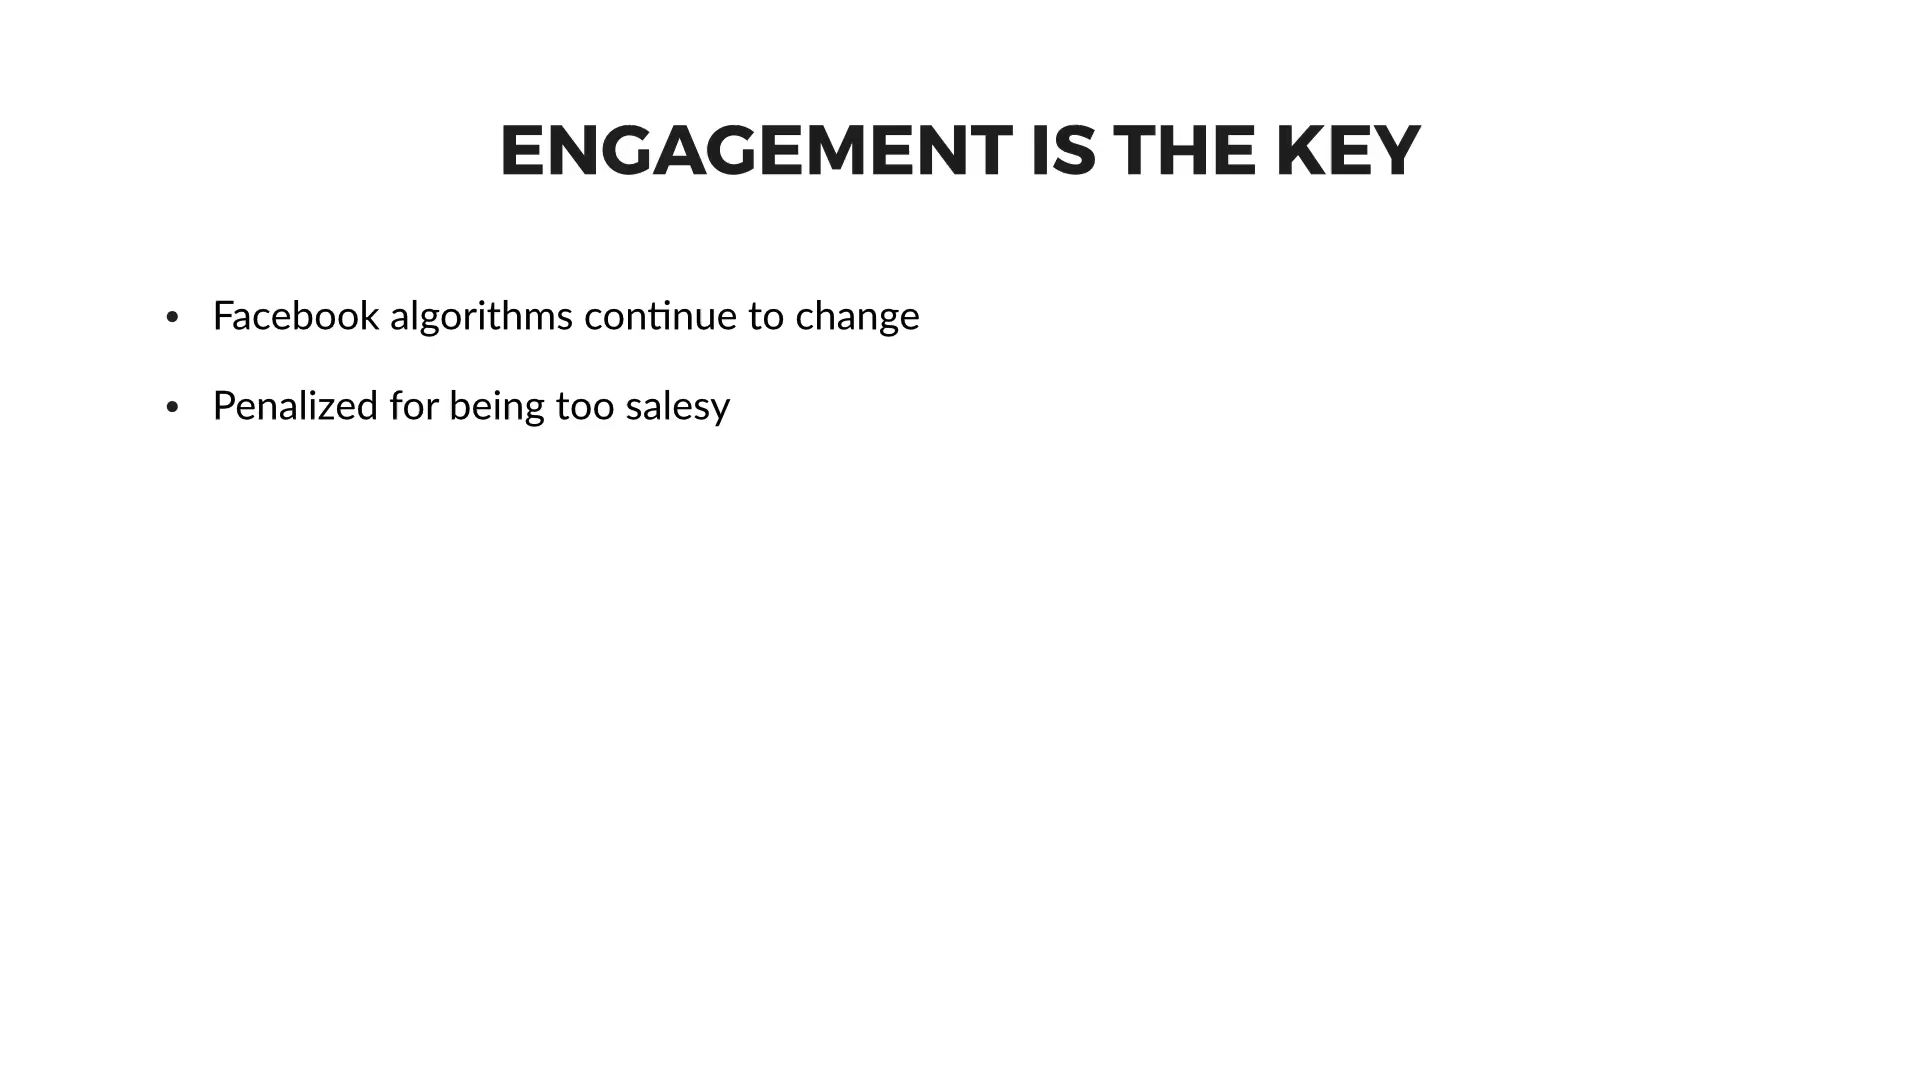 ENGAGEMENT IS THE KEY
• Facebook algorithms continue to change
• Penalized for being too salesy